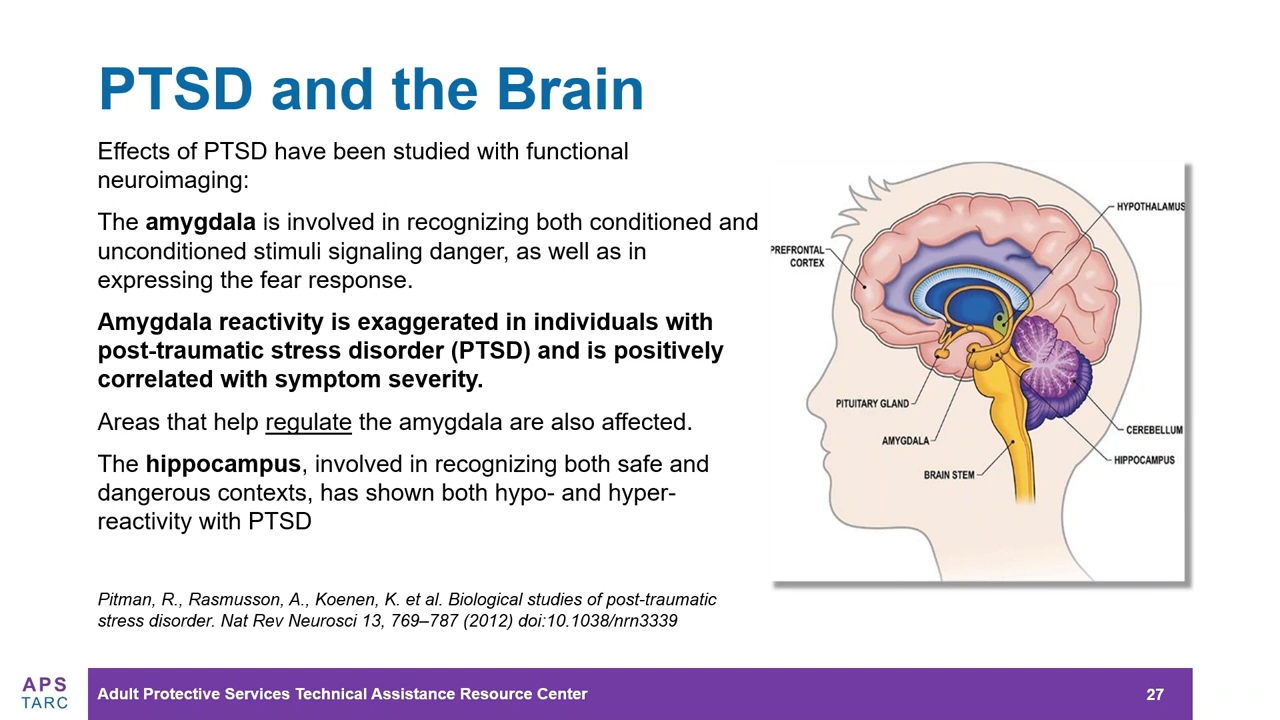 PTSD and the Brain
Effects of PTSD have been studied with functional
neuroimaging:
The amygdala is involved in recognizing both conditioned and
unconditioned stimuli signaling danger, as well as in
expressing the fear response.
Amygdala reactivity is exaggerated in individuals with
post-traumatic stress disorder (PTSD) and is positively
correlated with symptom severity.
Areas that help regulate the amygdala are also affected.
The hippocampus, involved in recognizing both safe and
dangerous contexts, has shown both hypo- and hyper-
reactivity with PTSD
Pitman, R., Rasmusson, A., Koenen, K. et al. Biological studies of post-traumatic
stress disorder. Nat Rev Neurosci 13, 769–787 (2012) doi:10.1038/nrn3339
HYPOTHALAMUS
PREFRONTAL
CORTEX
PITUITARY GLAND
AMYGDALA
BRAIN STEM
CEREBELLUM
HIPPOCAMPUS
APS
TARC
Adult Protective Services Technical Assistance Resource Center
27